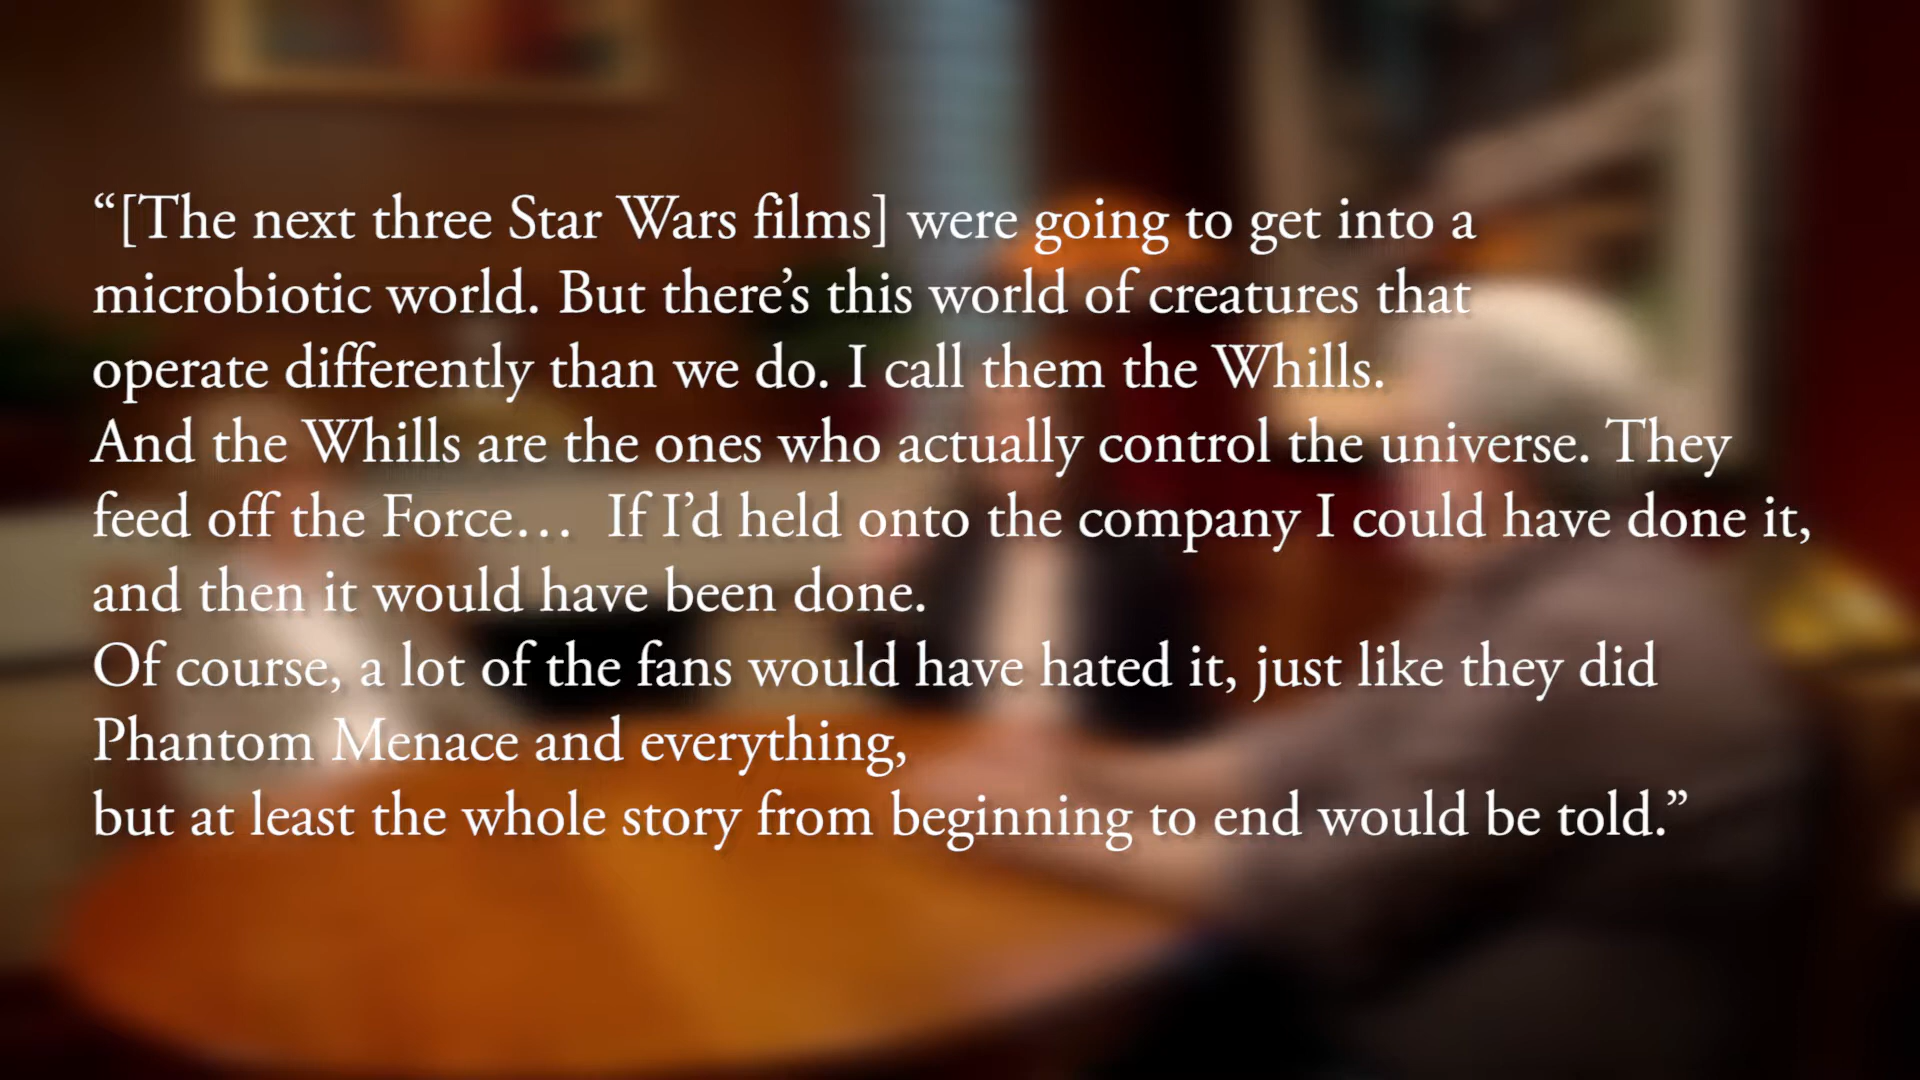 “[The next three Star Wars films] were going to get into a
microbiotic world. But there’s this world of creatures that
operate differently than we do. I call them the Whills.
And the Whills are the ones who actually control the universe. They
feed off the Force… If I’d held onto the company I could have done it,
and then it would have been done.
Of course, a lot of the fans would have hated it, just like they did
Phantom Menace and everything,
but at least the whole story from beginning to end would be told.”